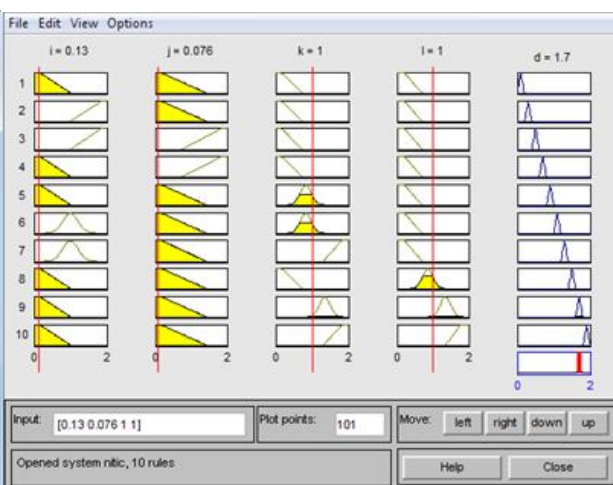 File Edit View Options
i = 0.13 j = 0.076 k = 1 l = 1 d = 1.7
1
2
3
4
5
6
7
8
9
10
0 2 0 2 0 2 0 2
0 2
Input: [0.13 0.076 1 1] Plot points: 101 Move: left right down up
Opened system nitic, 10 rules Help Close